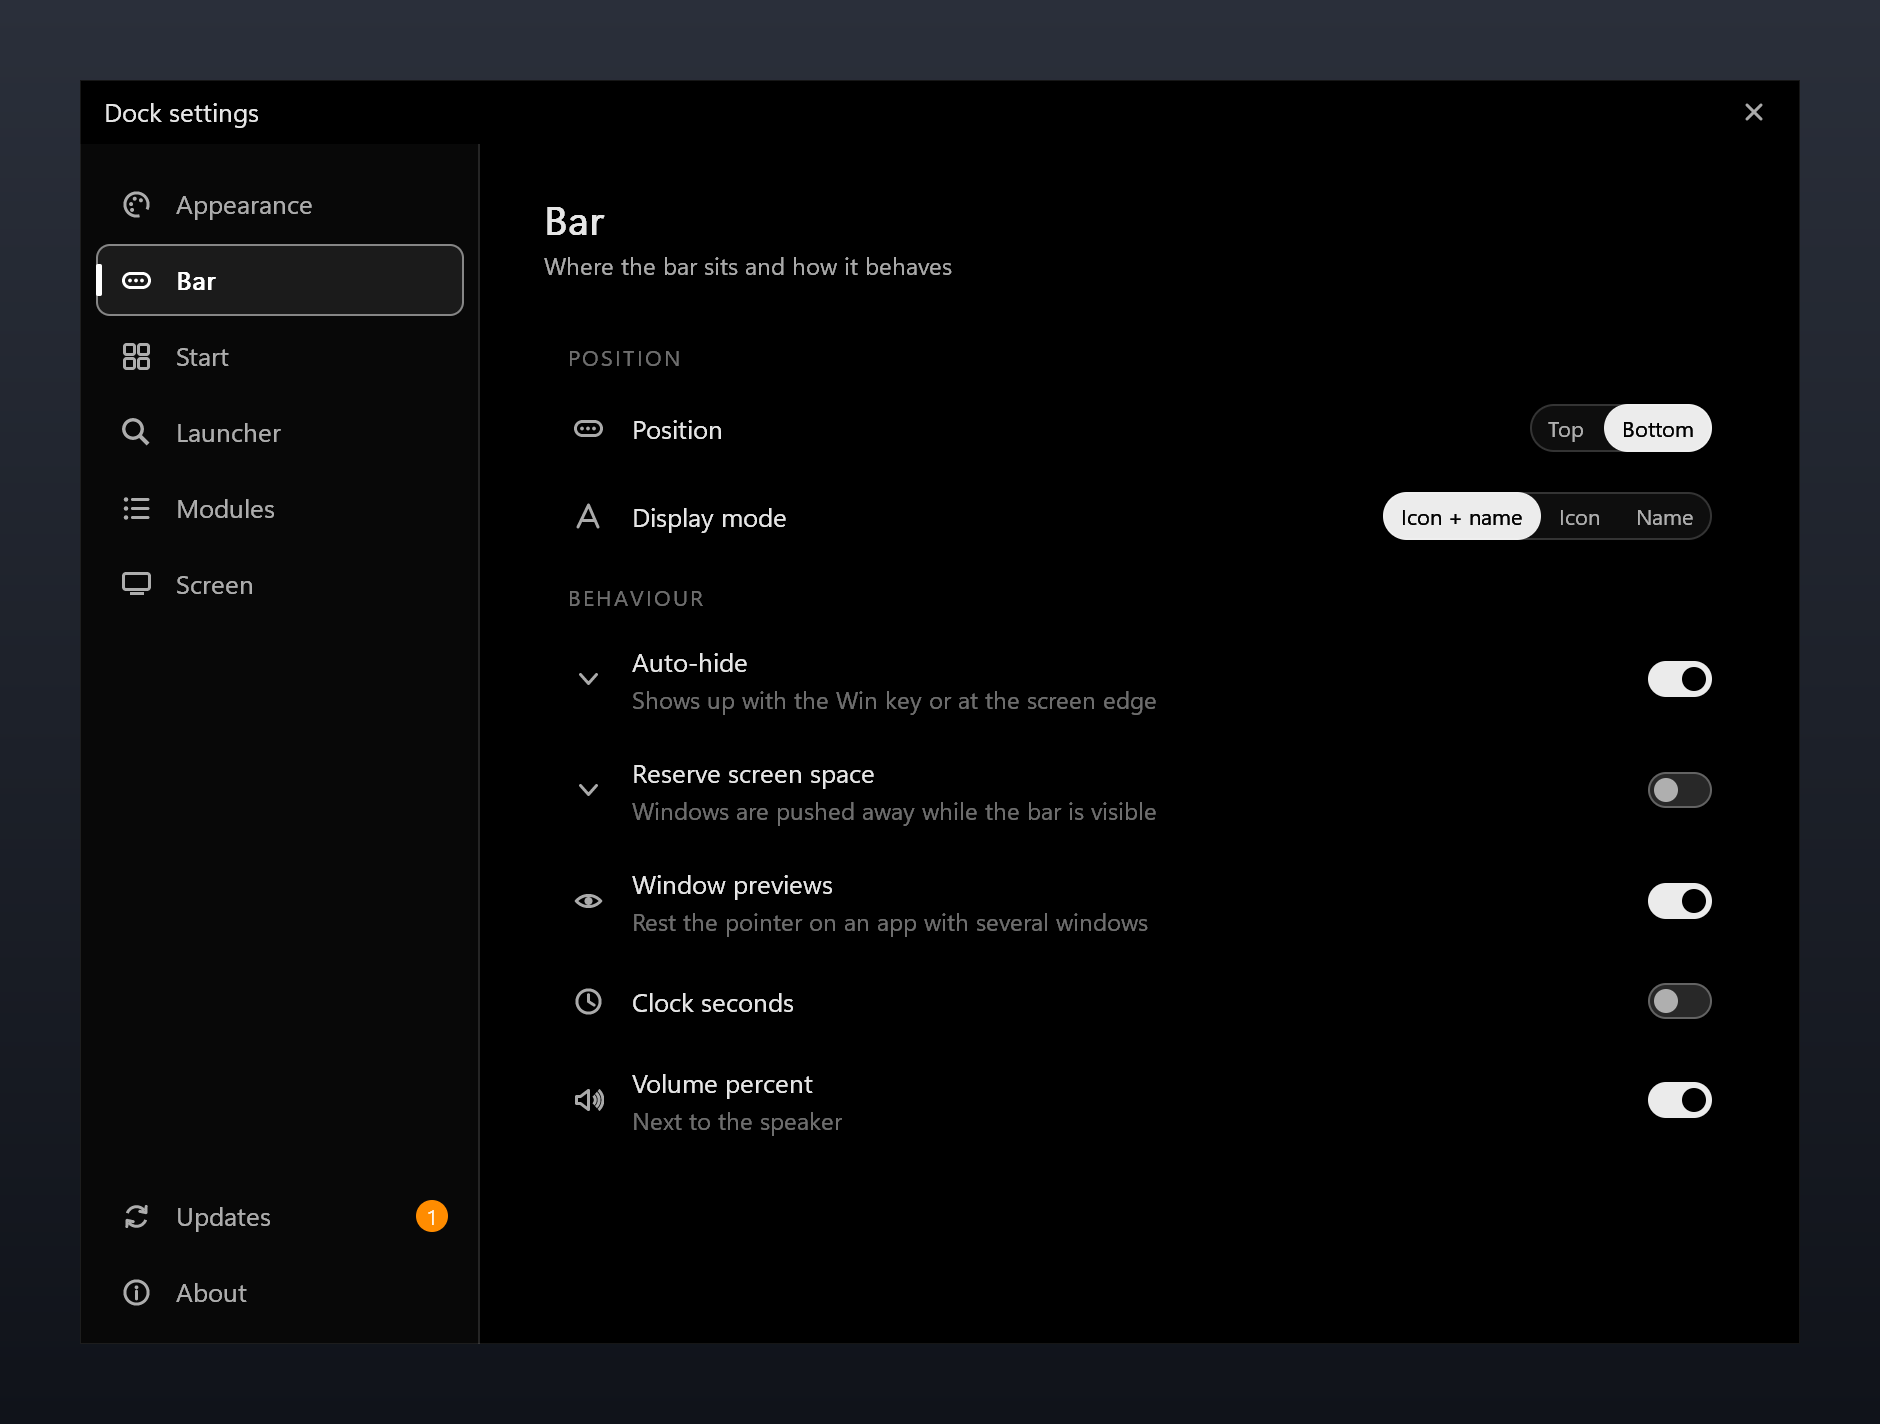 Dock settings
Appearance
Bar
Start
Launcher
Modules
Screen
Updates
1
About
Bar
Where the bar sits and how it behaves
POSITION
Position
Top Bottom
Display mode
Icon + name Icon Name
BEHAVIOUR
Auto-hide
Shows up with the Win key or at the screen edge
Reserve screen space
Windows are pushed away while the bar is visible
Window previews
Rest the pointer on an app with several windows
Clock seconds
Volume percent
Next to the speaker